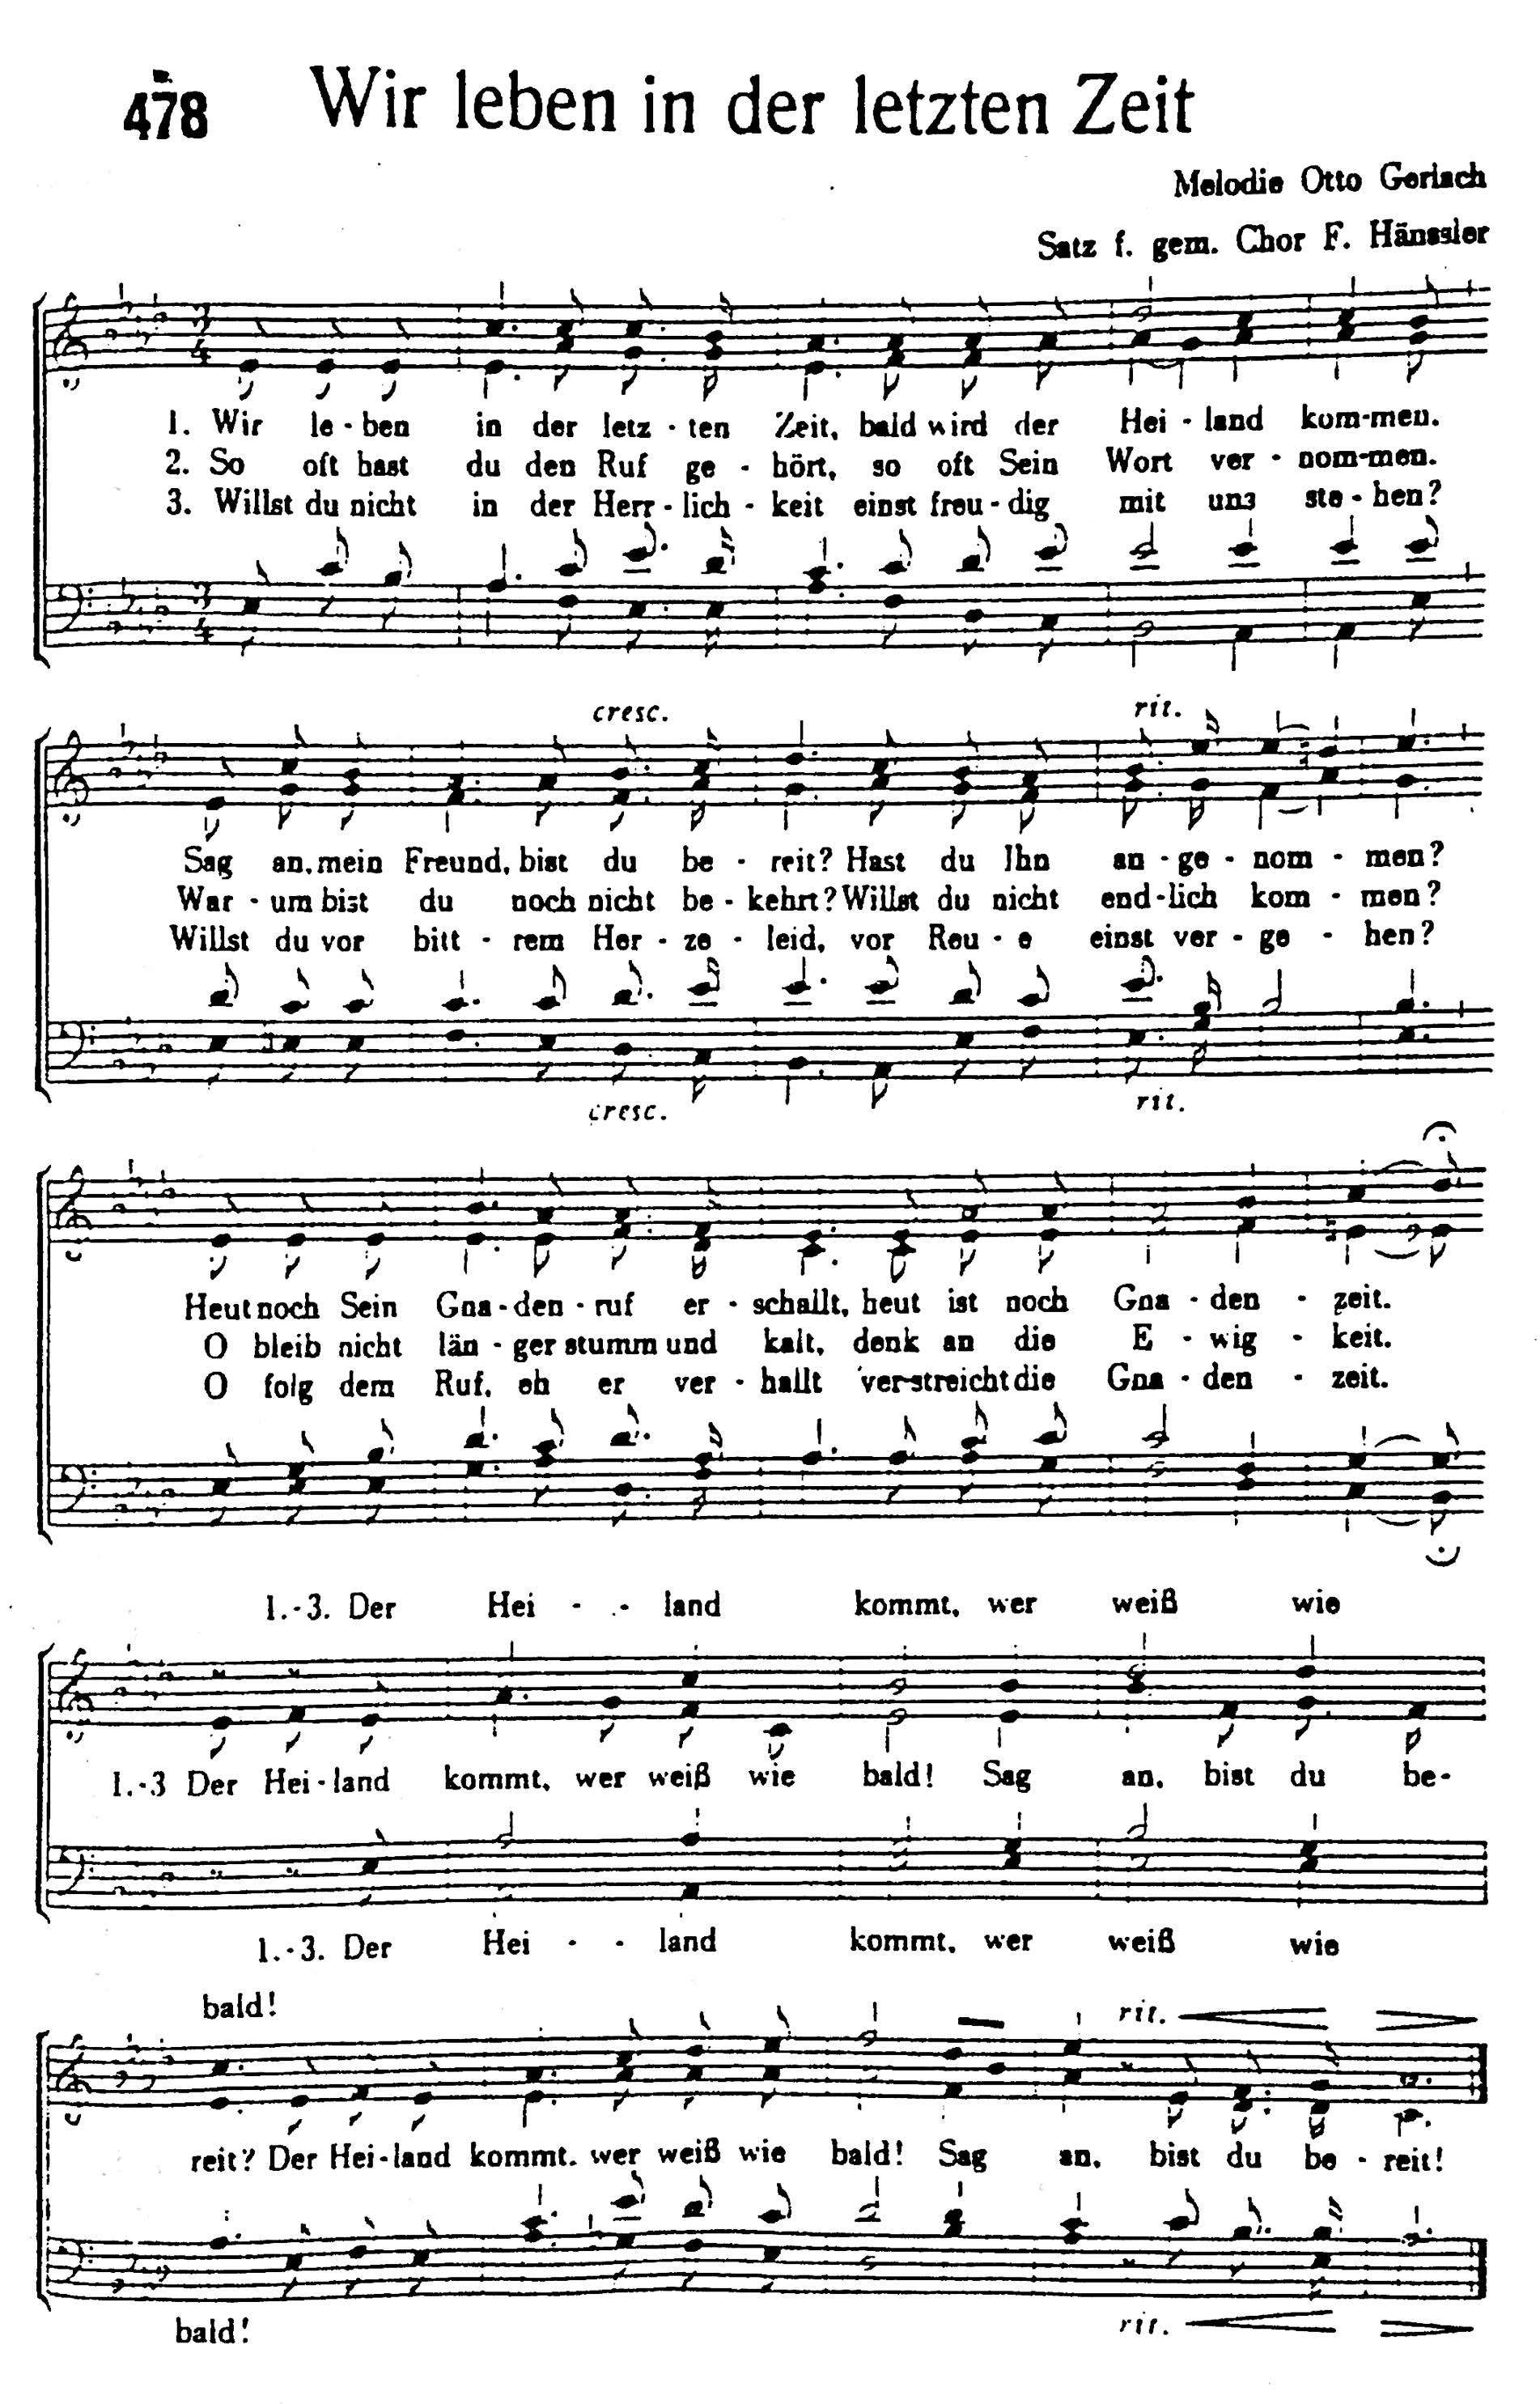 478 Wir leben in der letzten Zeit
Melodie Otto Gerlach
Satz f. gem. Chor F. Hänssler
1. Wir le - ben in der letz - ten Zeit, bald wird der Hei - land kom-men.
2. So oft hast du den Ruf ge - hört, so oft Sein Wort ver - nom-men.
3. Willst du nicht in der Herr - lich - keit einst freu - dig mit uns ste - hen?
cresc. rit.
Sag an, mein Freund, bist du be - reit? Hast du Ihn an - ge - nom - men?
War - um bist du noch nicht be - kehrt? Willst du nicht end-lich kom - men?
Willst du vor bitt - rem Her - ze - leid, vor Reu - e einst ver - ge - hen?
cresc. rit.
Heut noch Sein Gna - den - ruf er - schallt, heut ist noch Gna - den - zeit.
O bleib nicht län - ger stumm und kalt, denk an die E - wig - keit.
O folg dem Ruf, eh er ver - hallt verstreicht die Gna - den - zeit.
1.-3. Der Hei - - land kommt, wer weiß wie
1.-3 Der Hei - land kommt, wer weiß wie bald! Sag an, bist du be-
1.-3. Der Hei - - land kommt, wer weiß wie
bald! rit.
reit? Der Hei-land kommt, wer weiß wie bald! Sag an, bist du be - reit!
bald! rit.